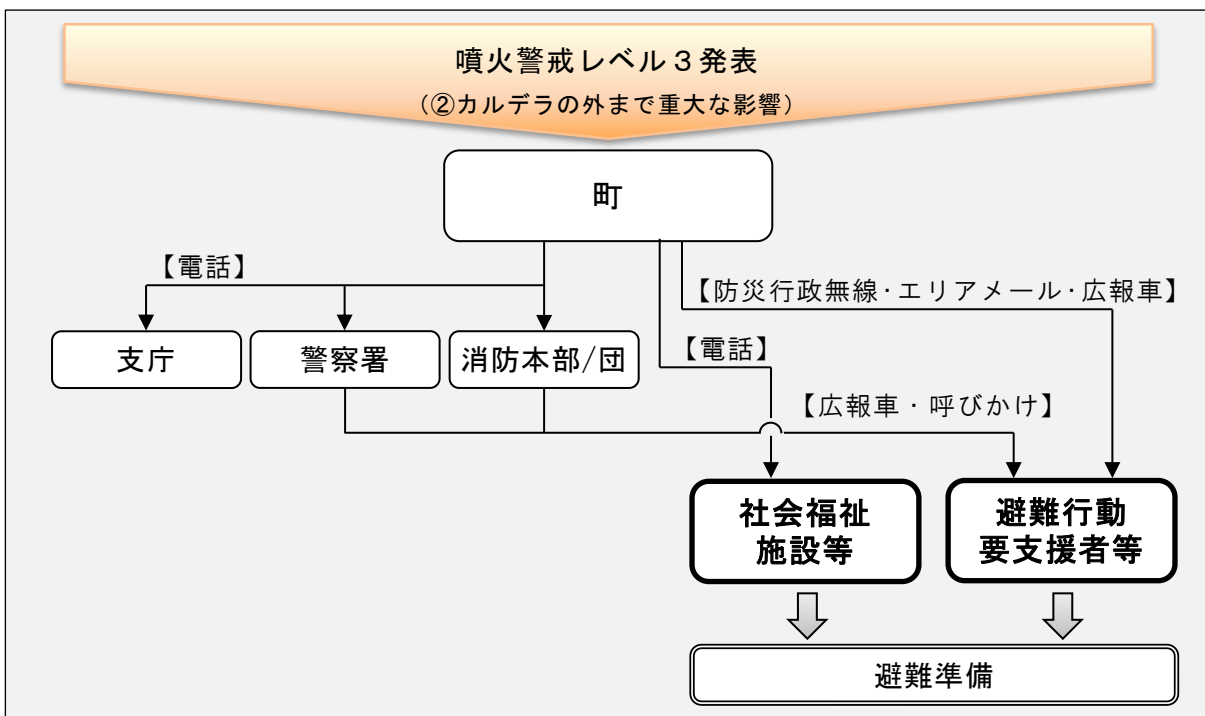 噴火警戒レベル３発表
（②カルデラの外まで重大な影響）
町
【電話】
【防災行政無線･エリアメール･広報車】
支庁
警察署
消防本部/団
【電話】
【広報車・呼びかけ】
社会福祉
施設等
避難行動
要支援者等
避難準備